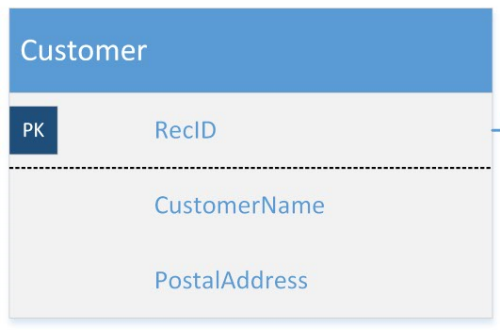 Customer
PK RecID
CustomerName
PostalAddress